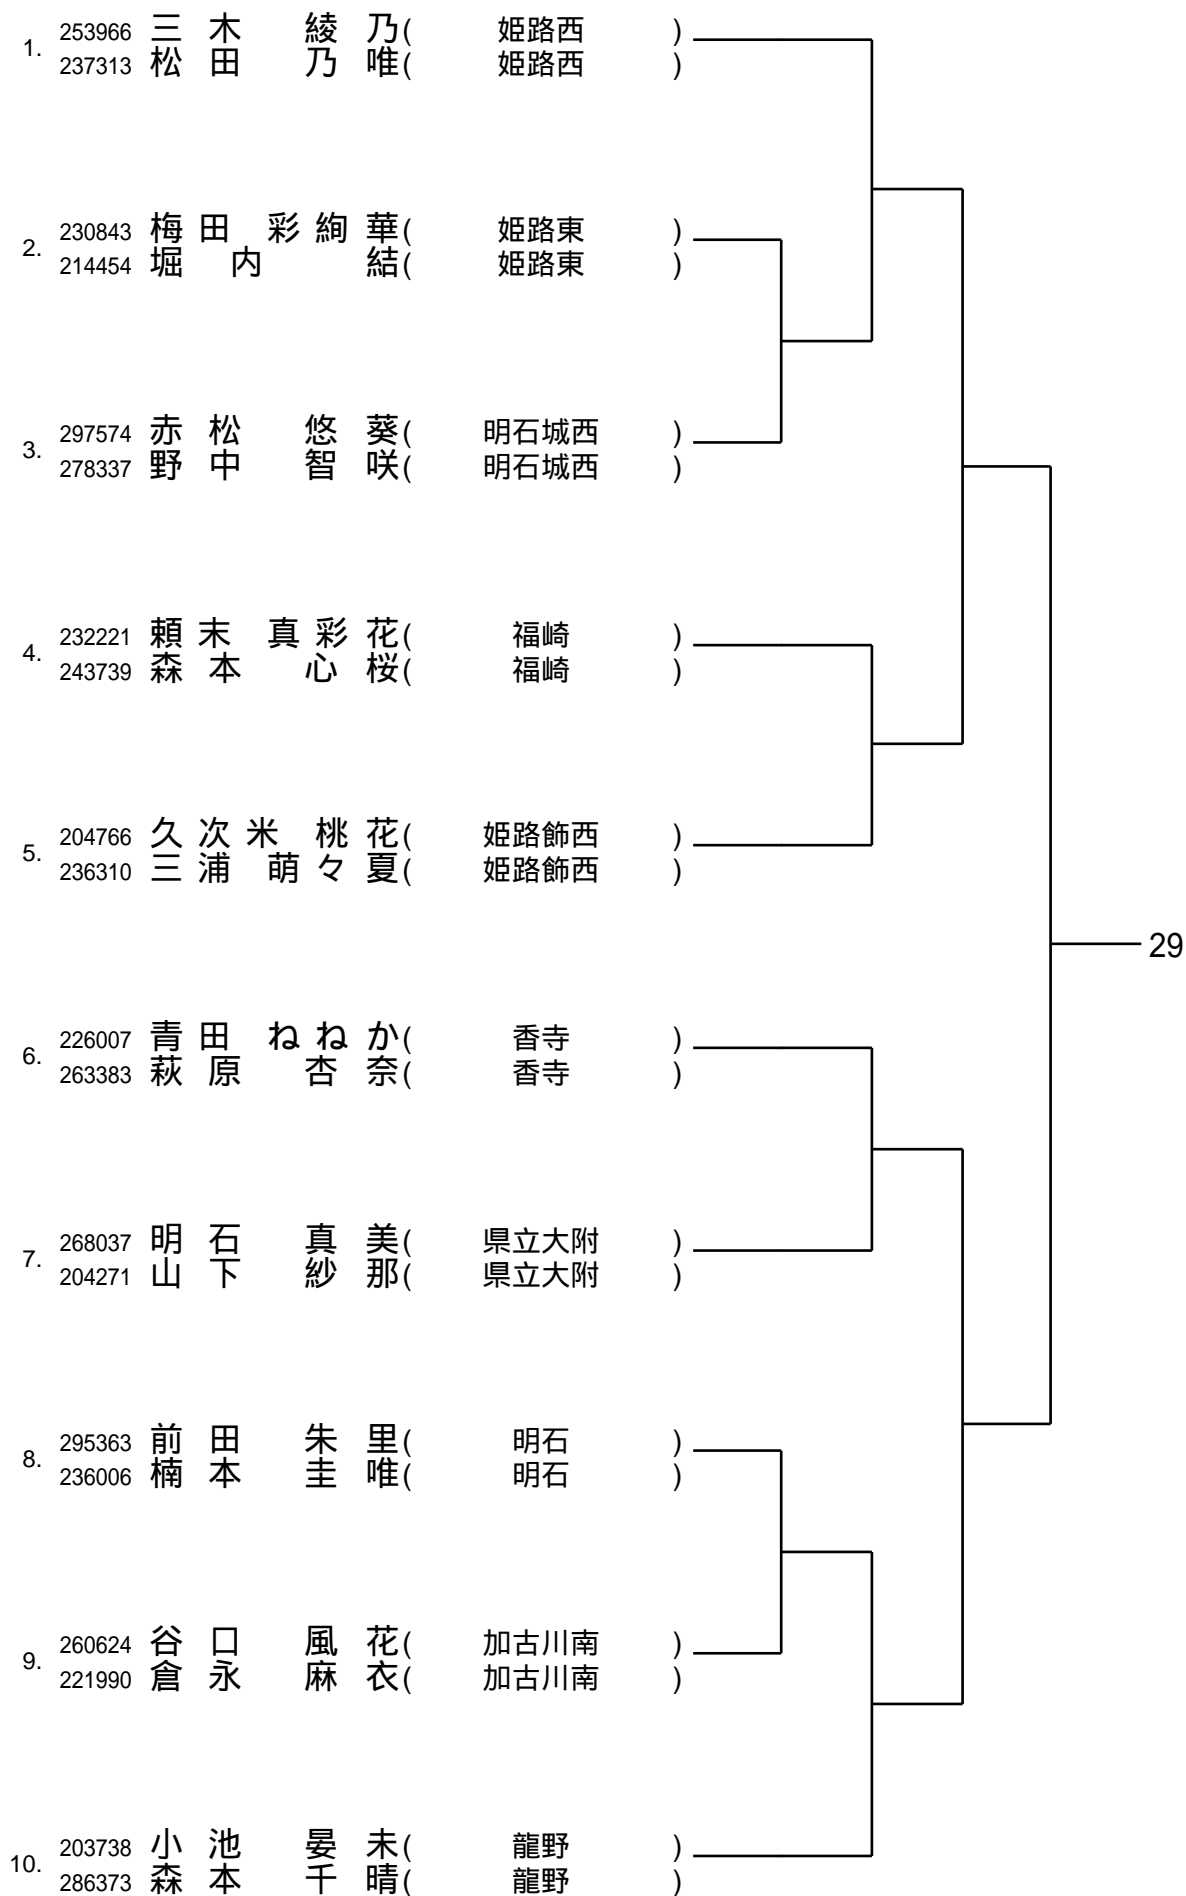 1. 253966 三木 綾乃( 姫路西 )
237313 松田 乃唯( 姫路西 )
2. 230843 梅田 彩絢華( 姫路東 )
214454 堀内 結( 姫路東 )
3. 297574 赤松 悠葵( 明石城西 )
278337 野中 智咲( 明石城西 )
4. 232221 頼末 真彩花( 福崎 )
243739 森本 心桜( 福崎 )
5. 204766 久次米 桃花( 姫路飾西 )
236310 三浦 萌々夏( 姫路飾西 )
29
6. 226007 青田 ねねか( 香寺 )
263383 萩原 杏奈( 香寺 )
7. 268037 明石 真美( 県立大附 )
204271 山下 紗那( 県立大附 )
8. 295363 前田 朱里( 明石 )
236006 楠本 圭唯( 明石 )
9. 260624 谷口 風花( 加古川南 )
221990 倉永 麻衣( 加古川南 )
10. 203738 小池 晏未( 龍野 )
286373 森本 千晴( 龍野 )